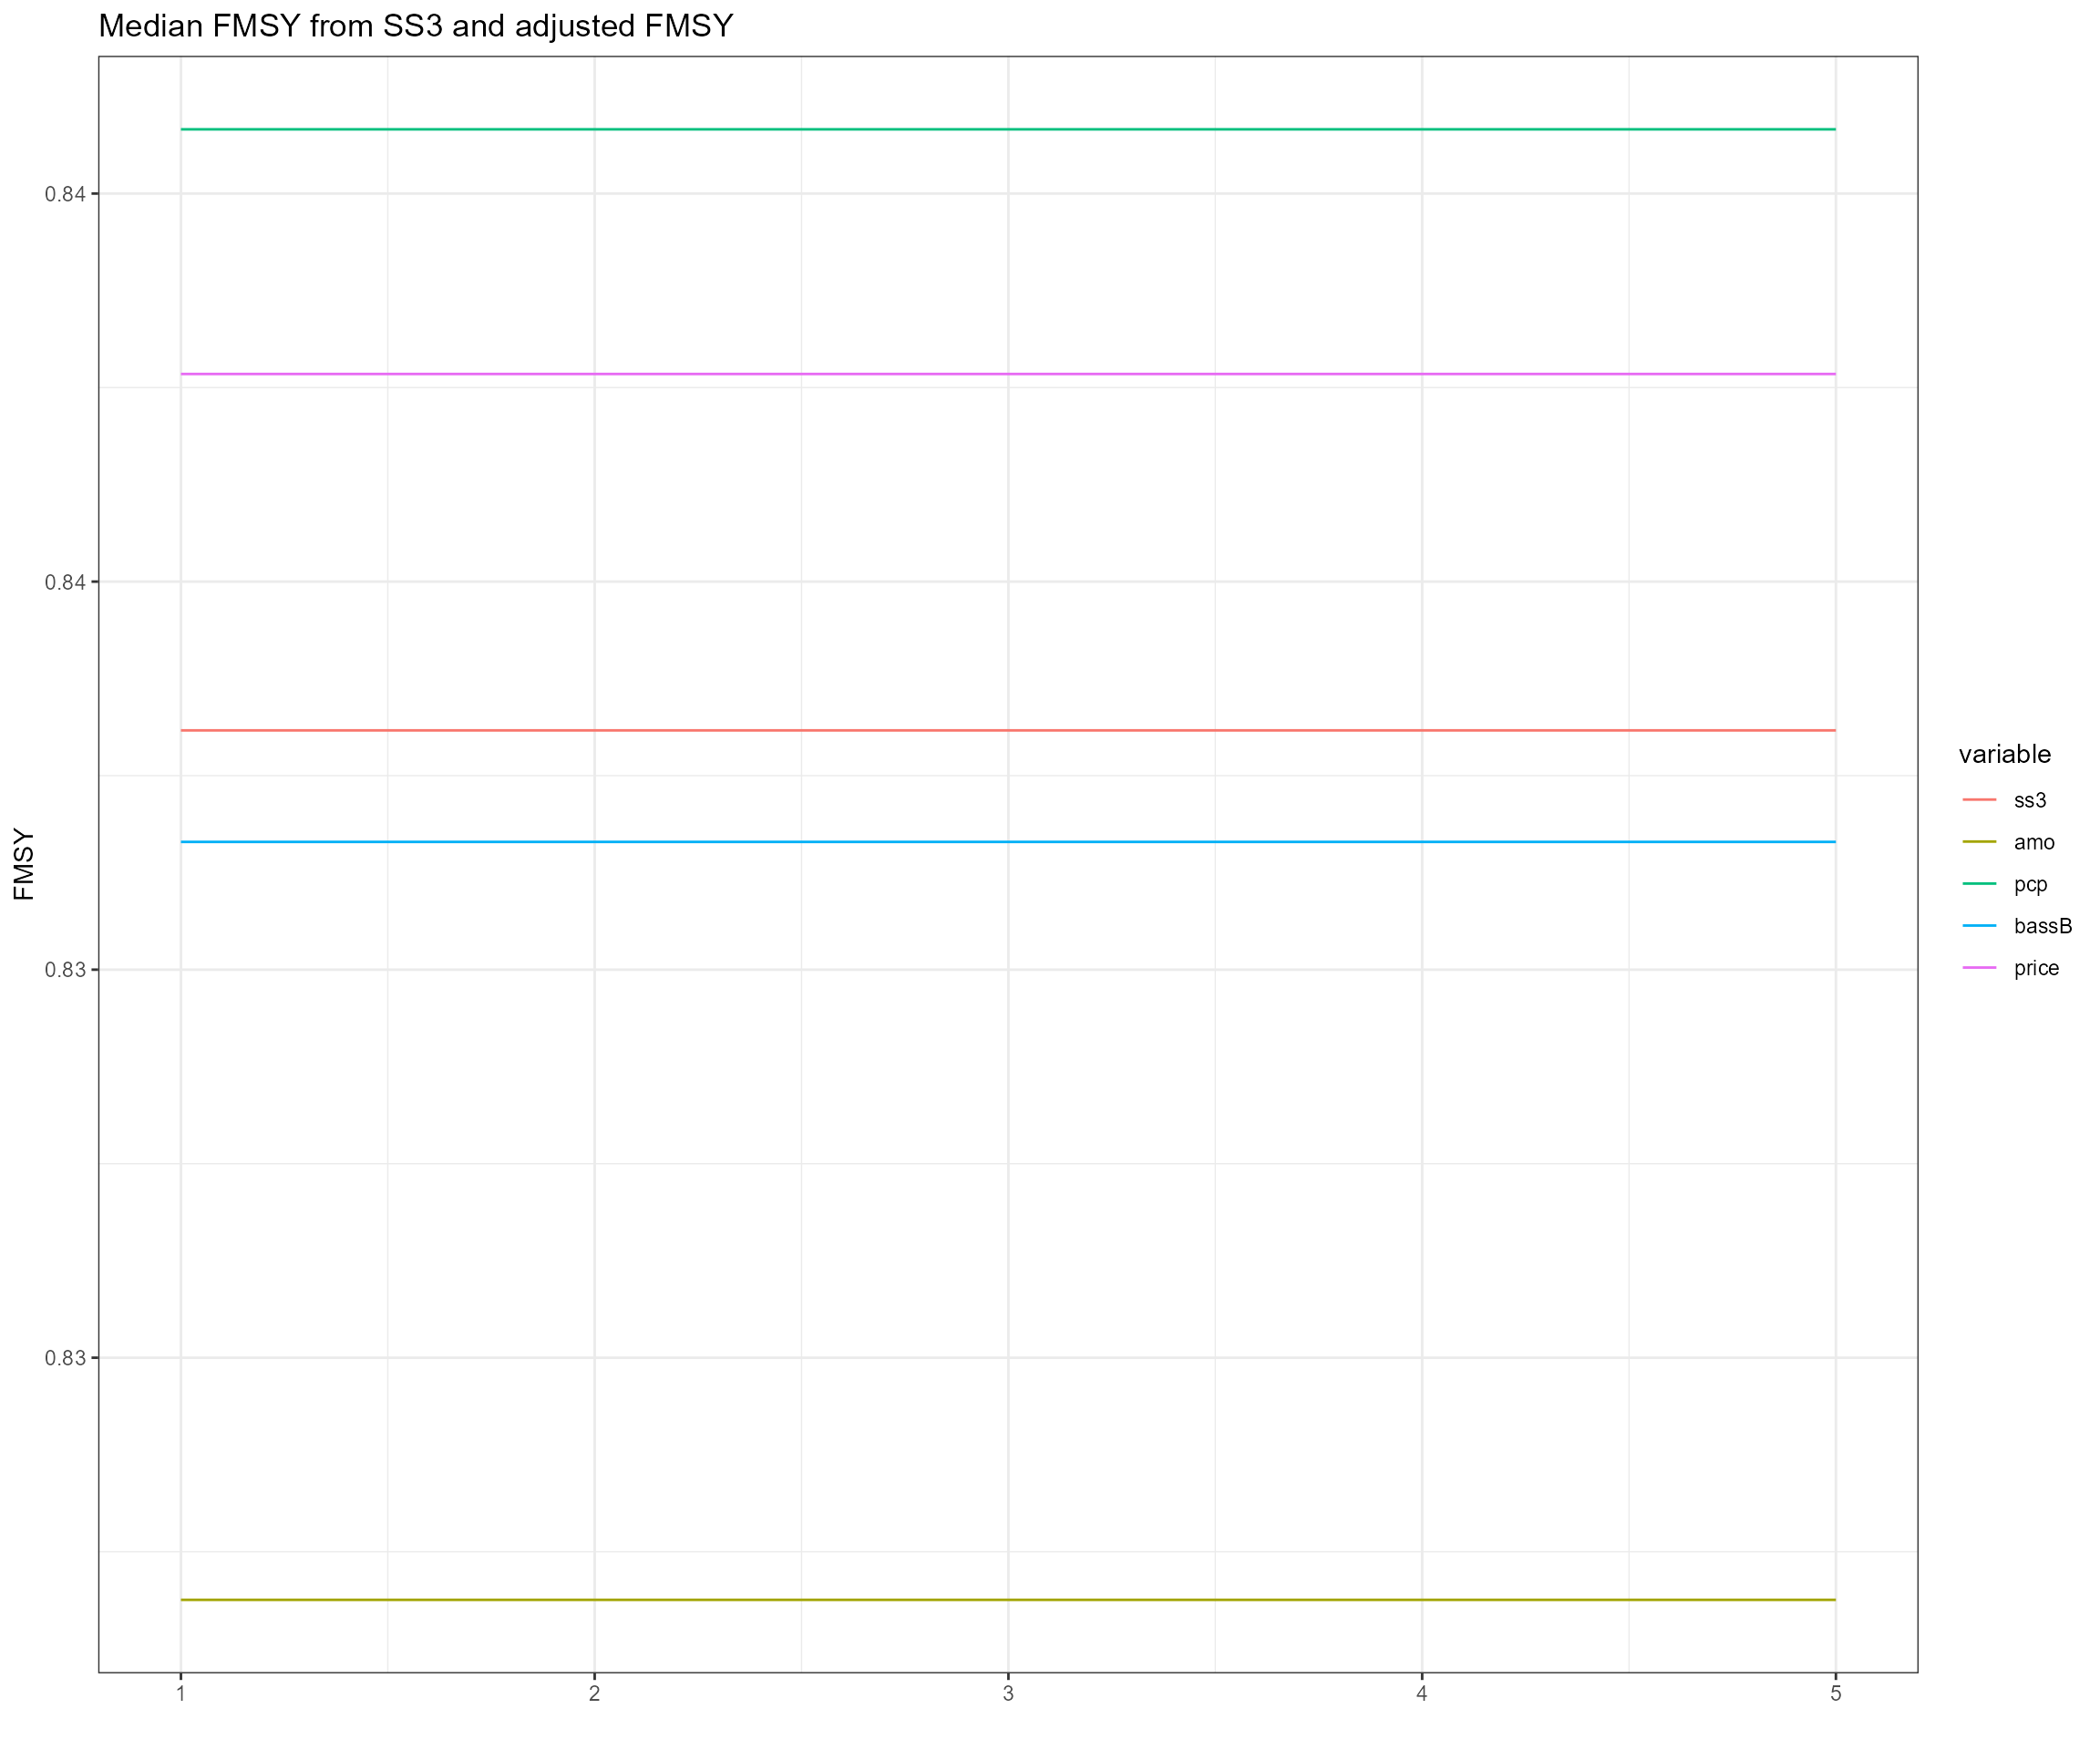 Median FMSY from SS3 and adjusted FMSY
0.84
0.84
0.83
0.83
FMSY
1 2 3 4 5
variable
ss3
amo
pcp
bassB
price